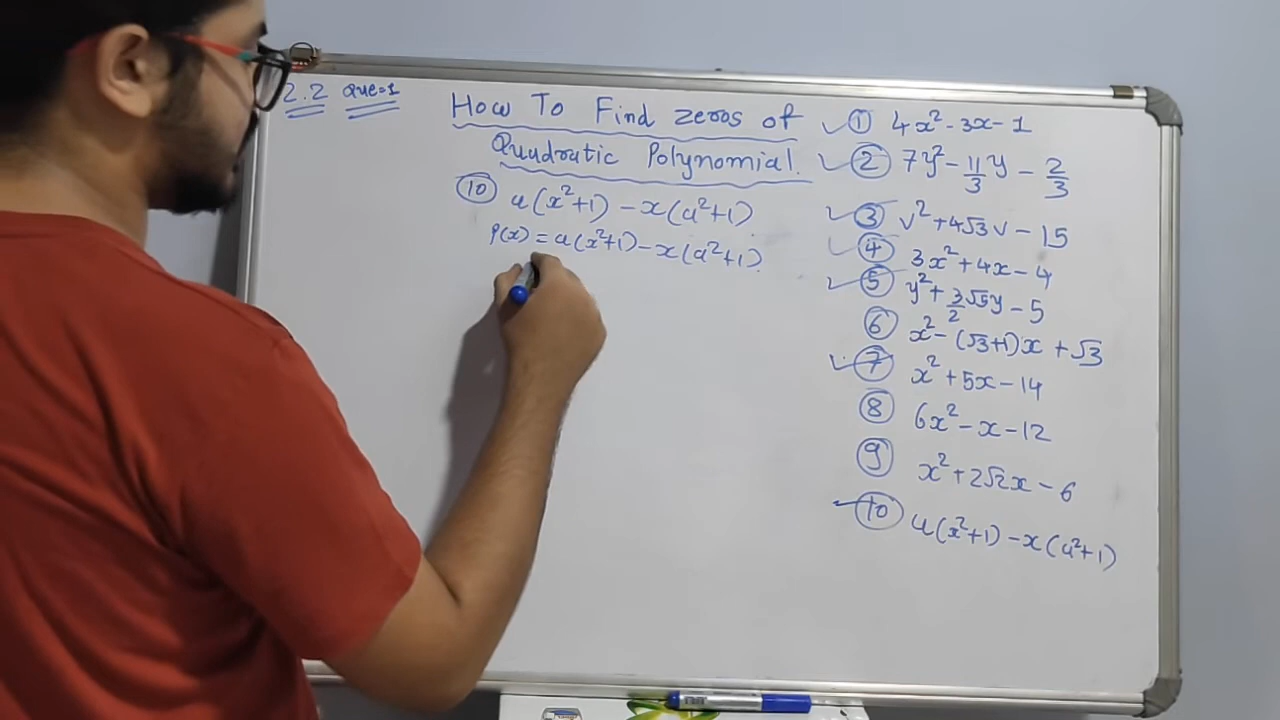 2.2 Que=1
How To Find zeros of
Quadratic Polynomial.
⑩ a(x²+1) - x(a²+1)
P(x) = a(x²+1) - x(a²+1).
① 4x² - 3x - 1
② 7y² - 11/3 y - 2/3
③ v² + 4√3v - 15
④ 3x² + 4x - 4
⑤ y² + 3/2 √5y - 5
⑥ x² - (√3+1)x + √3
⑦ x² + 5x - 14
⑧ 6x² - x - 12
⑨ x² + 2√2x - 6
⑩ a(x²+1) - x(a²+1)